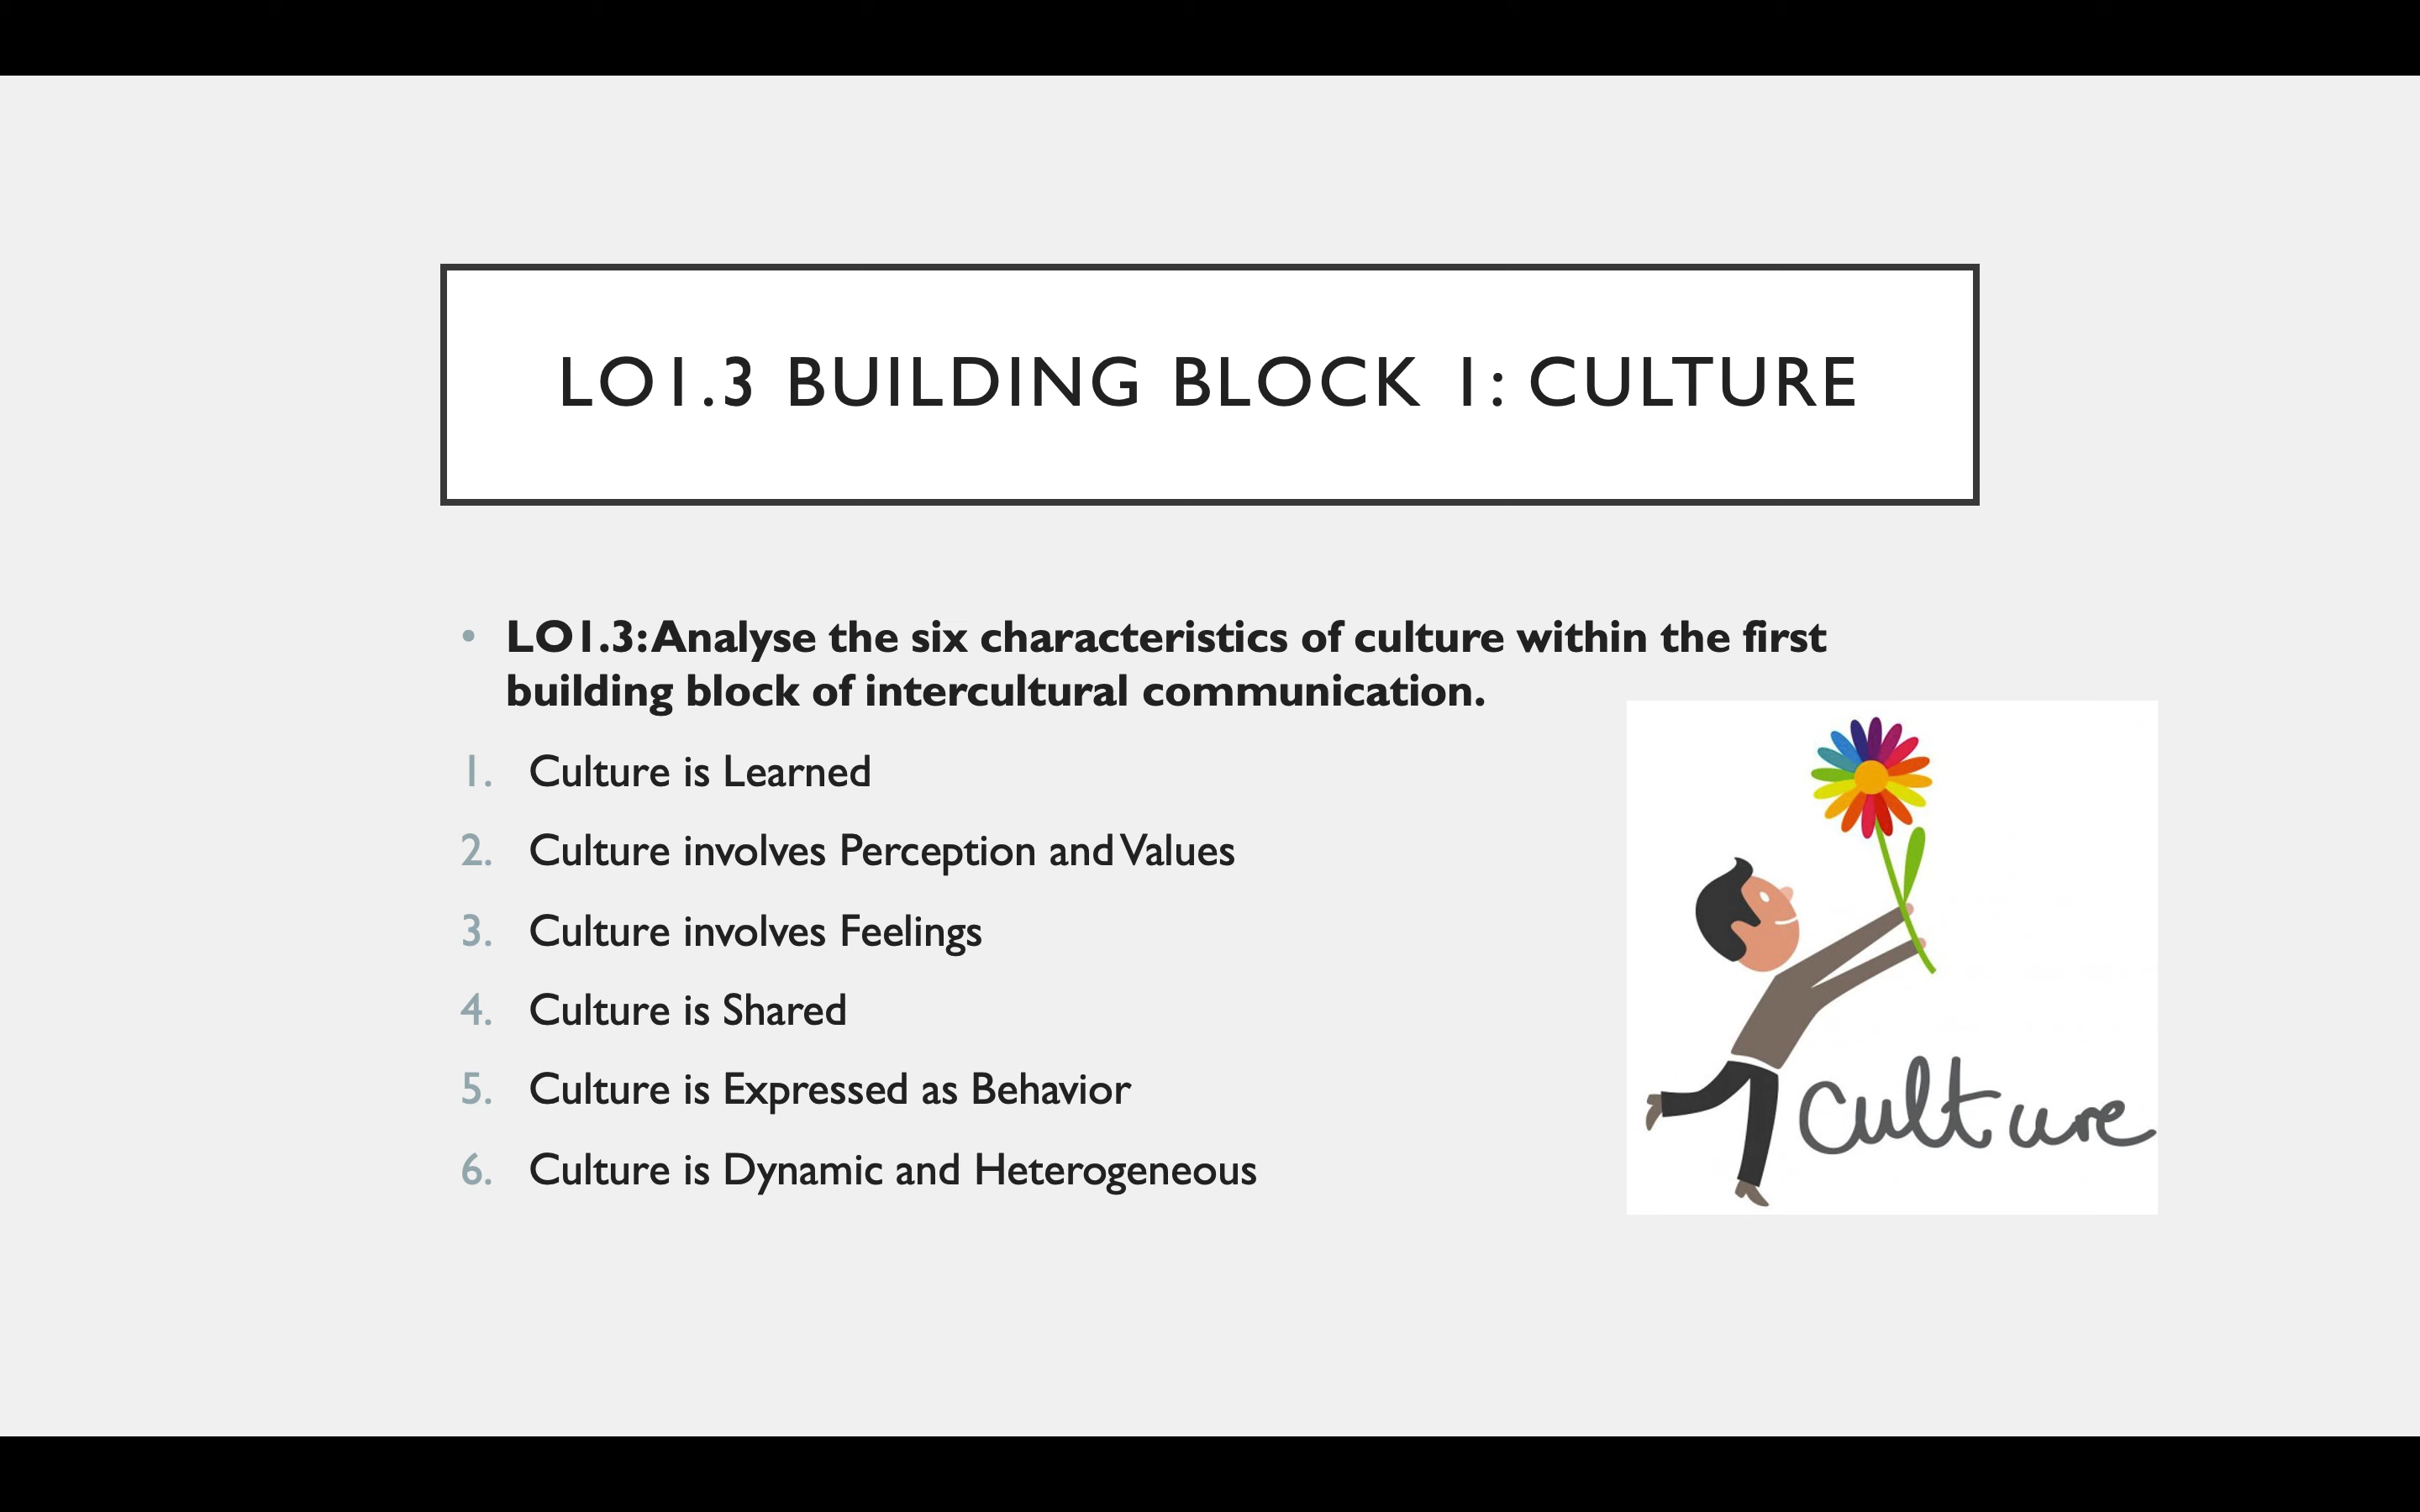 LO1.3 BUILDING BLOCK 1: CULTURE
• LO1.3: Analyse the six characteristics of culture within the first
building block of intercultural communication.
1. Culture is Learned
2. Culture involves Perception and Values
3. Culture involves Feelings
4. Culture is Shared
5. Culture is Expressed as Behavior
6. Culture is Dynamic and Heterogeneous
culture